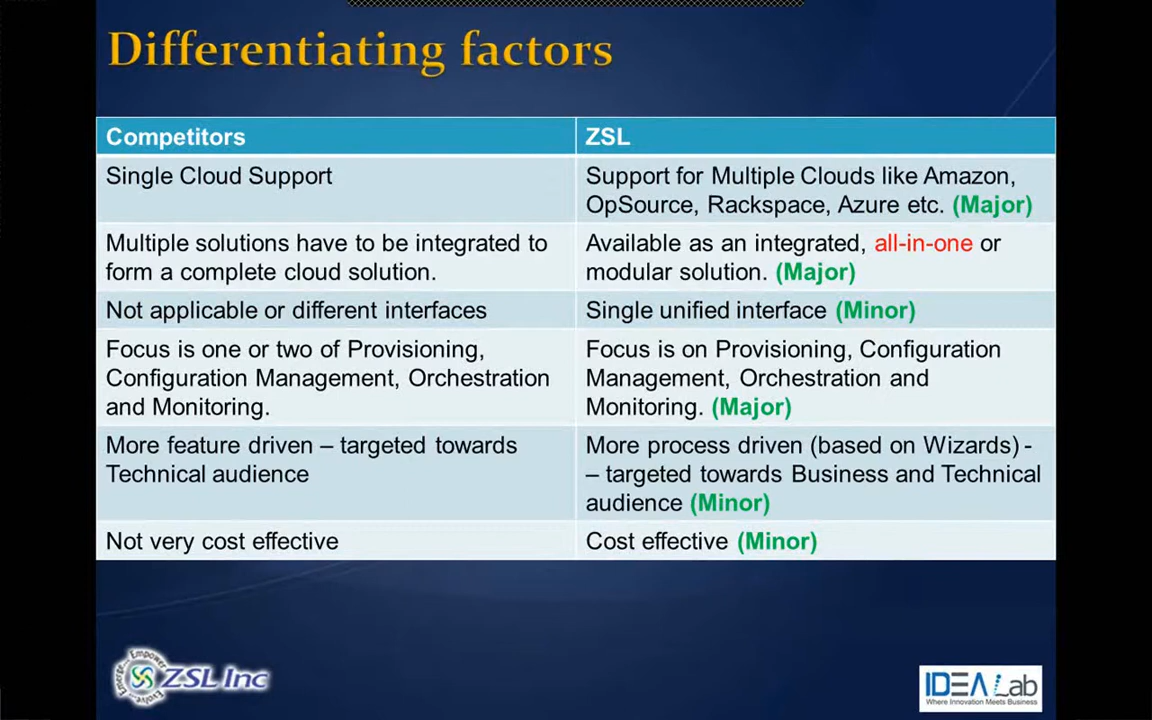 Differentiating factors
Competitors
ZSL
Single Cloud Support
Support for Multiple Clouds like Amazon,
OpSource, Rackspace, Azure etc. (Major)
Multiple solutions have to be integrated to
form a complete cloud solution.
Available as an integrated, all-in-one or
modular solution. (Major)
Not applicable or different interfaces
Single unified interface (Minor)
Focus is one or two of Provisioning,
Configuration Management, Orchestration
and Monitoring.
Focus is on Provisioning, Configuration
Management, Orchestration and
Monitoring. (Major)
More feature driven – targeted towards
Technical audience
More process driven (based on Wizards) -
– targeted towards Business and Technical
audience (Minor)
Not very cost effective
Cost effective (Minor)
Emerge... Empower... Evolve...
ZSL Inc
IDEA Lab
Where Innovation Meets Business